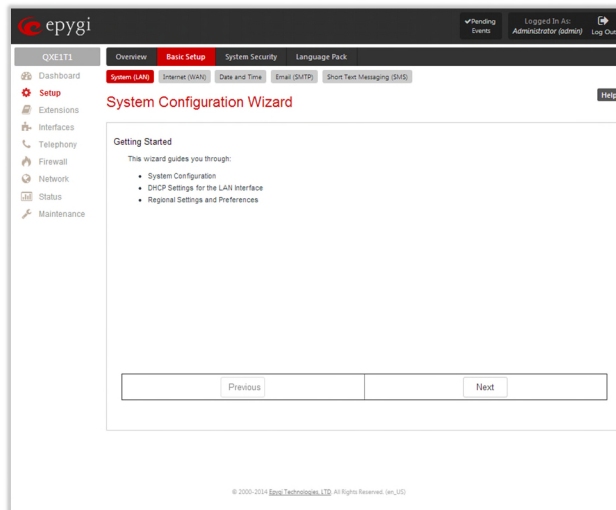 epygi
Pending Events
Logged In As:
Administrator (admin)
Log Out
QXE1T1
Overview
Basic Setup
System Security
Language Pack
Dashboard
System (LAN)
Internet (WAN)
Date and Time
Email (SMTP)
Short Text Messaging (SMS)
Setup
System Configuration Wizard
Help
Extensions
Interfaces
Telephony
Firewall
Network
Status
Maintenance
Getting Started
This wizard guides you through:
System Configuration
DHCP Settings for the LAN Interface
Regional Settings and Preferences
Previous
Next
© 2000-2014 Epygi Technologies, LTD. All Rights Reserved. (en_US)